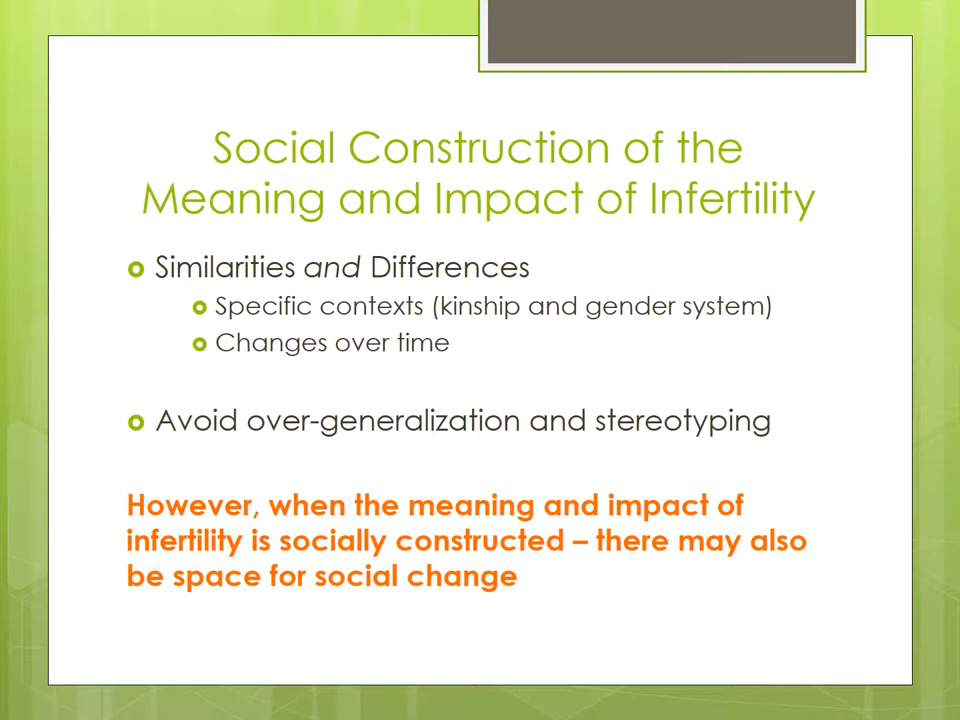 Social Construction of the
Meaning and Impact of Infertility
Similarities and Differences
Specific contexts (kinship and gender system)
Changes over time
Avoid over-generalization and stereotyping
However, when the meaning and impact of
infertility is socially constructed – there may also
be space for social change